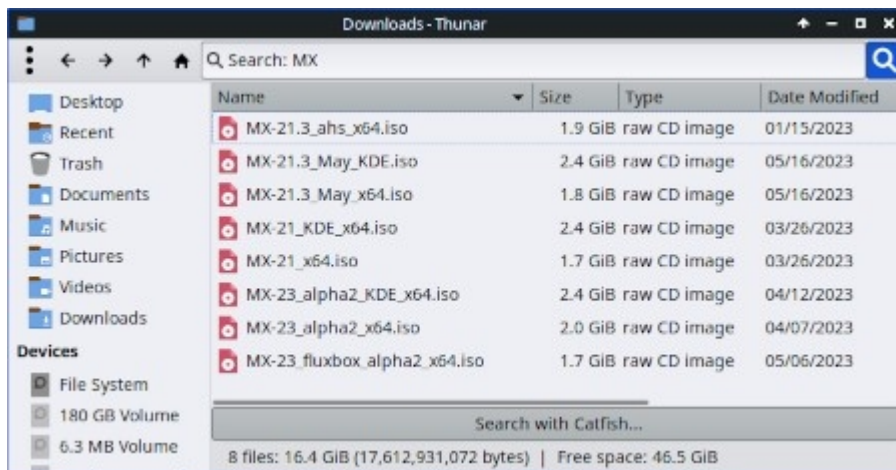 Downloads - Thunar
Search: MX
Desktop
Recent
Trash
Documents
Music
Pictures
Videos
Downloads
Devices
File System
180 GB Volume
6.3 MB Volume
Name Size Type Date Modified
MX-21.3_ahs_x64.iso 1.9 GiB raw CD image 01/15/2023
MX-21.3_May_KDE.iso 2.4 GiB raw CD image 05/16/2023
MX-21.3_May_x64.iso 1.8 GiB raw CD image 05/16/2023
MX-21_KDE_x64.iso 2.4 GiB raw CD image 03/26/2023
MX-21_x64.iso 1.7 GiB raw CD image 03/26/2023
MX-23_alpha2_KDE_x64.iso 2.4 GiB raw CD image 04/12/2023
MX-23_alpha2_x64.iso 2.0 GiB raw CD image 04/07/2023
MX-23_fluxbox_alpha2_x64.iso 1.7 GiB raw CD image 05/06/2023
Search with Catfish...
8 files: 16.4 GiB (17,612,931,072 bytes) | Free space: 46.5 GiB